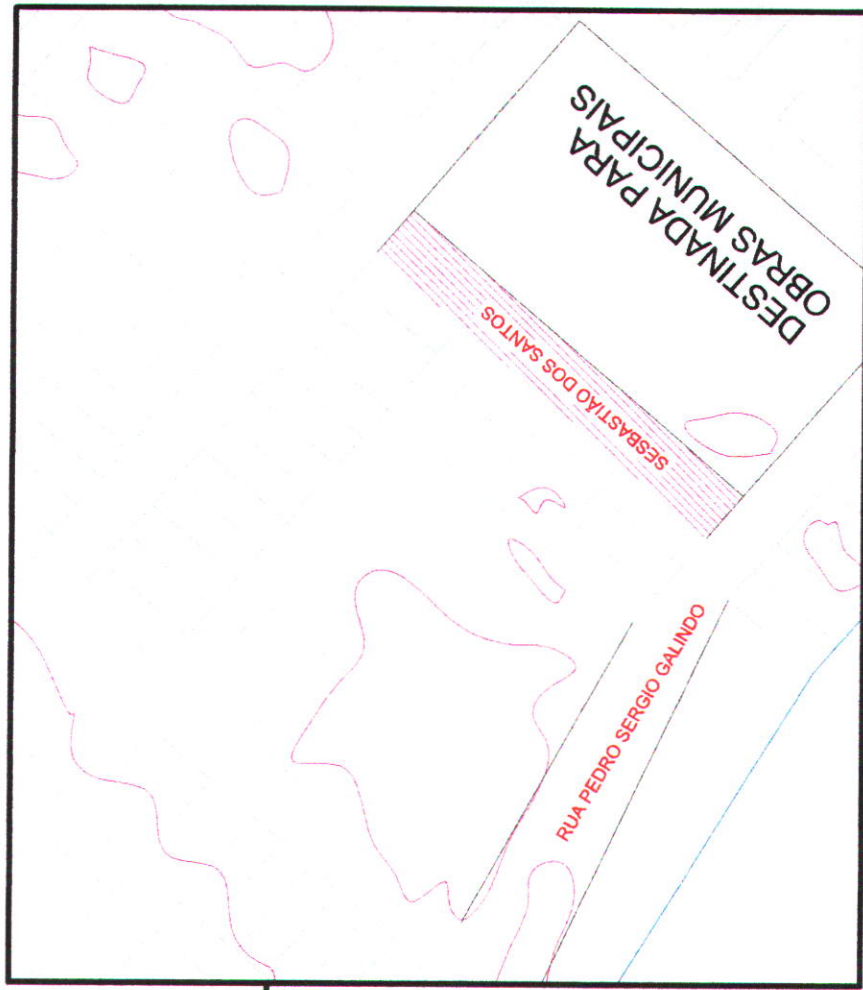 DESTINADA PARA
OBRAS MUNICIPAIS
SESBASTIÃO DOS SANTOS
RUA PEDRO SERGIO GALINDO